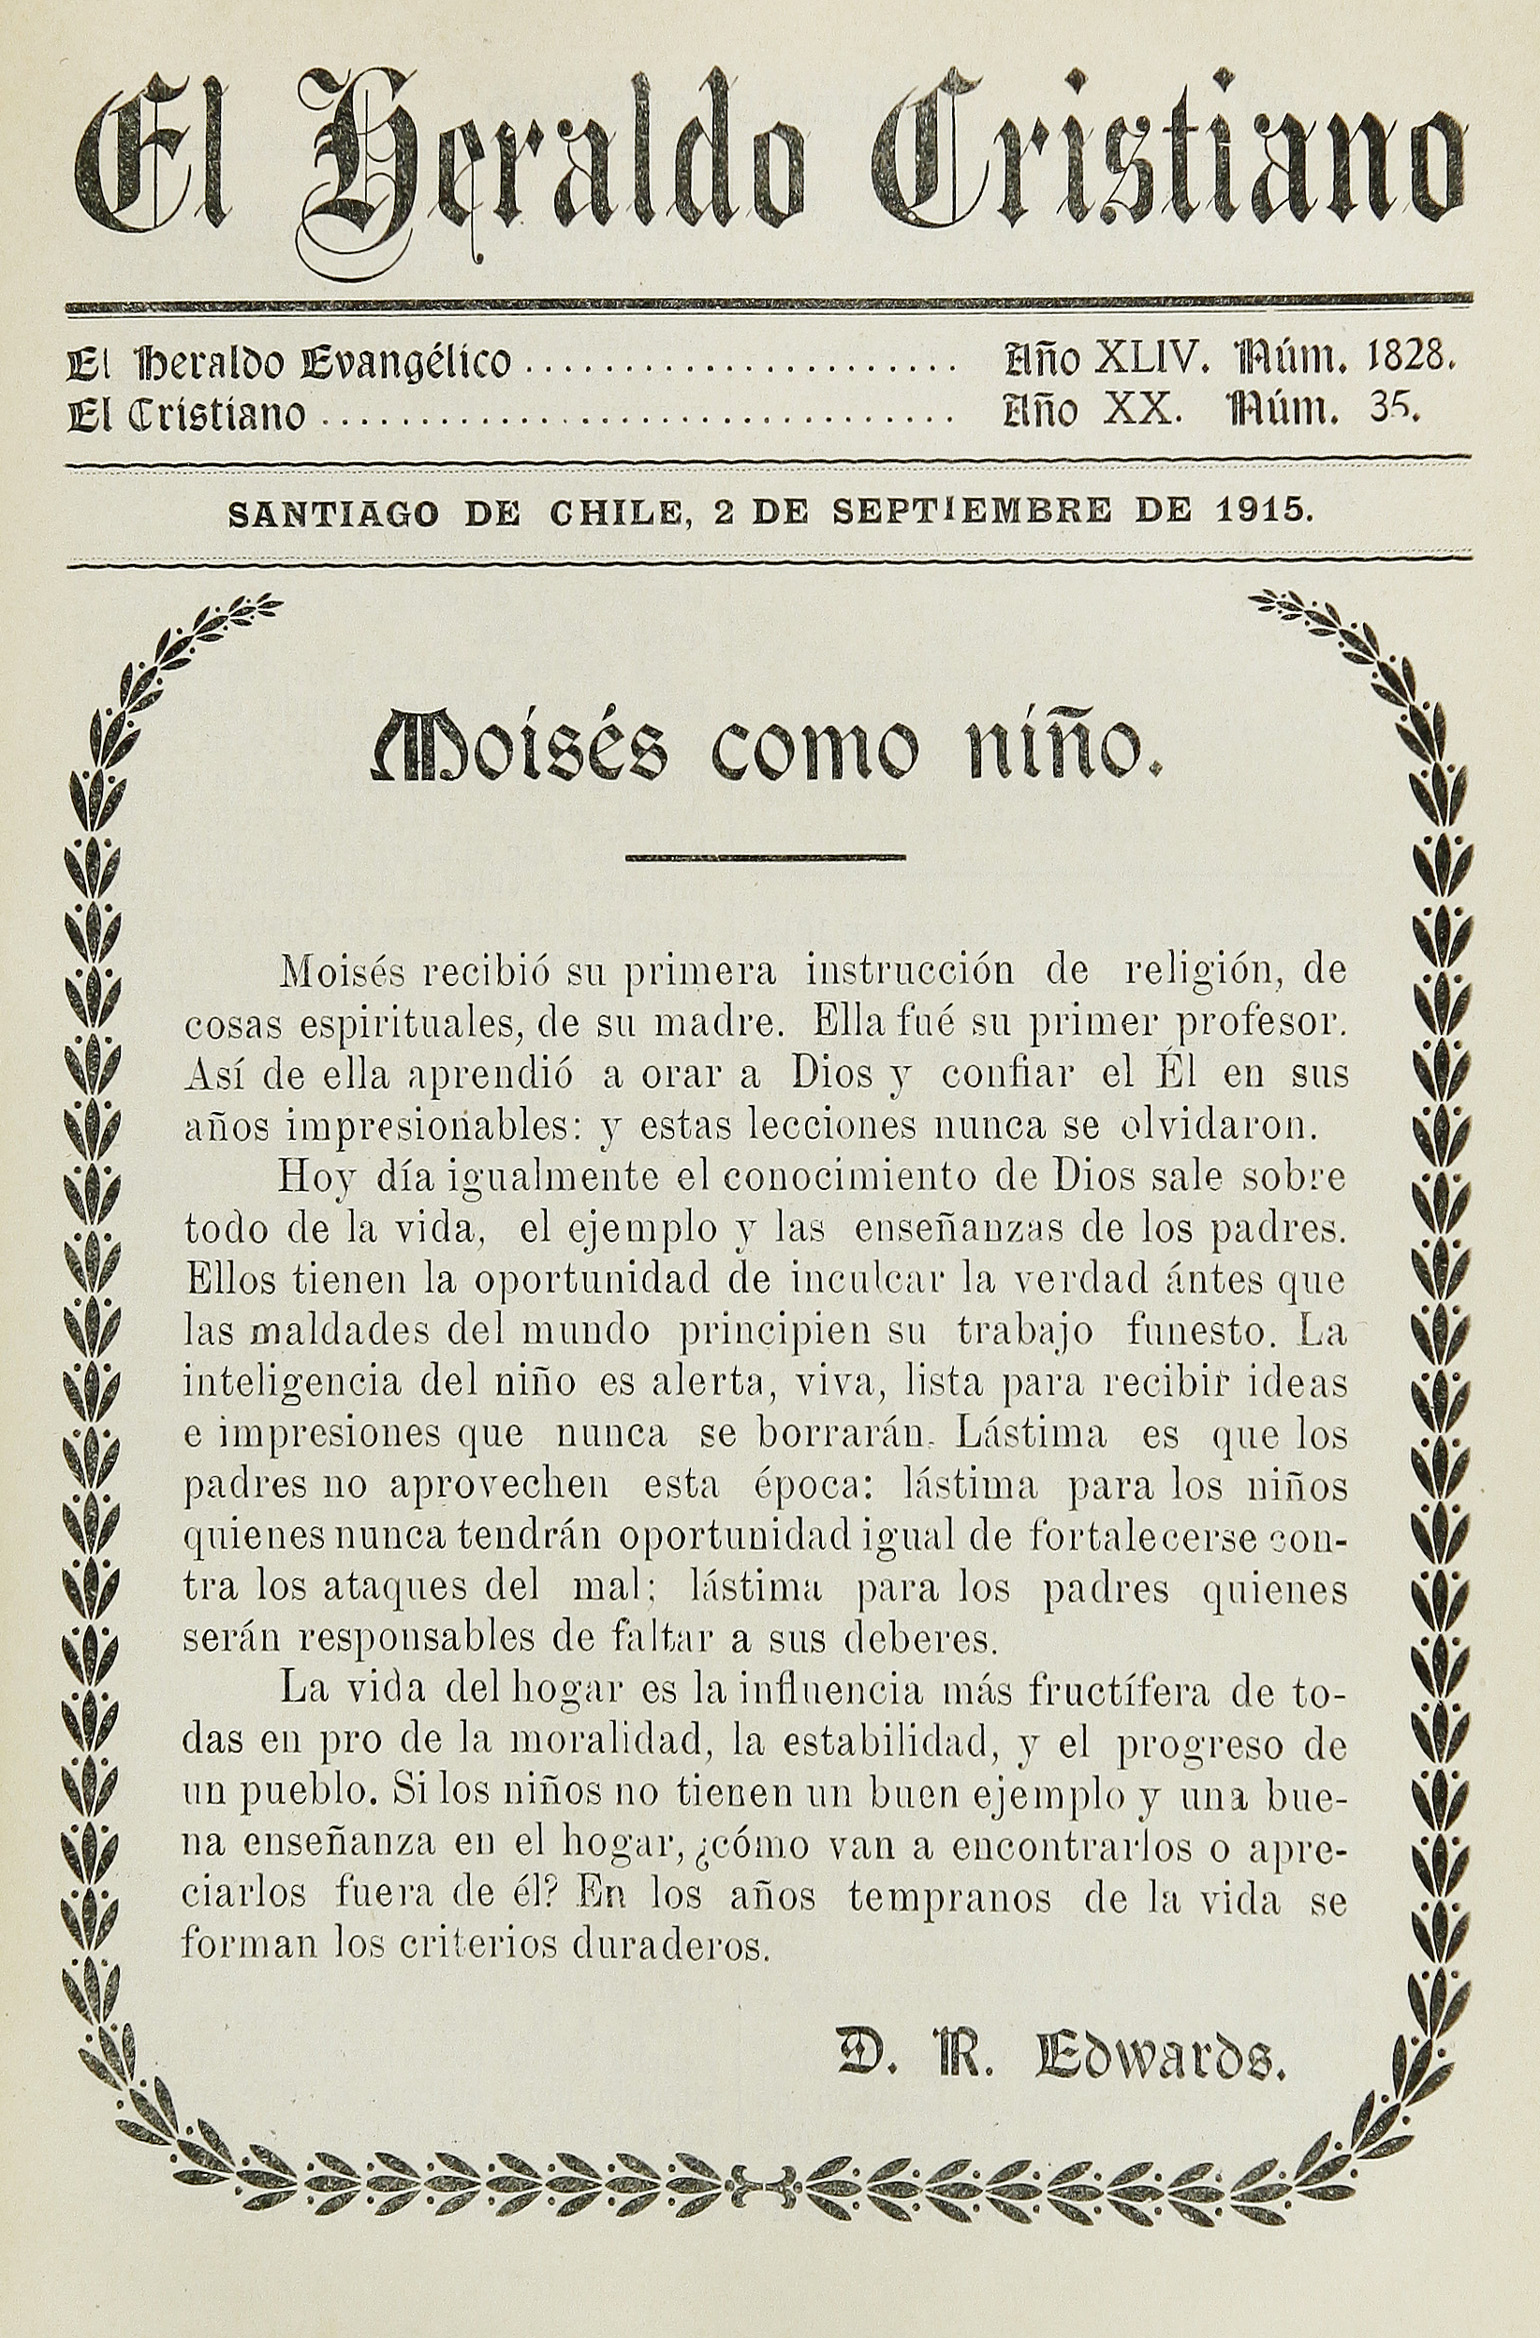 El Heraldo Cristiano
El Heraldo Evangélico ...................... Año XLIV. Núm. 1828.
El Cristiano ................................ Año XX. Núm. 35.
SANTIAGO DE CHILE, 2 DE SEPTIEMBRE DE 1915.
Moisés como niño.
Moisés recibió su primera instrucción de religión, de
cosas espirituales, de su madre. Ella fué su primer profesor.
Así de ella aprendió a orar a Dios y confiar el Él en sus
años impresionables: y estas lecciones nunca se olvidaron.
Hoy día igualmente el conocimiento de Dios sale sobre
todo de la vida, el ejemplo y las enseñanzas de los padres.
Ellos tienen la oportunidad de inculcar la verdad ántes que
las maldades del mundo principien su trabajo funesto. La
inteligencia del niño es alerta, viva, lista para recibir ideas
e impresiones que nunca se borrarán. Lástima es que los
padres no aprovechen esta época: lástima para los niños
quienes nunca tendrán oportunidad igual de fortalecerse con-
tra los ataques del mal; lástima para los padres quienes
serán responsables de faltar a sus deberes.
La vida del hogar es la influencia más fructífera de to-
das en pro de la moralidad, la estabilidad, y el progreso de
un pueblo. Si los niños no tienen un buen ejemplo y una bue-
na enseñanza en el hogar, ¿cómo van a encontrarlos o apre-
ciarlos fuera de él? En los años tempranos de la vida se
forman los criterios duraderos.
D. R. Edwards.